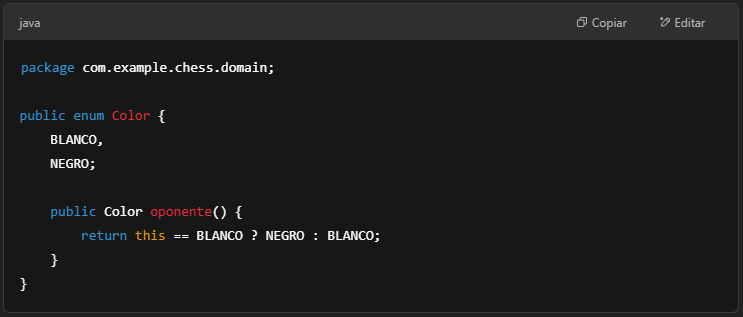 java
Copiar
Editar
package com.example.chess.domain;
public enum Color {
    BLANCO,
    NEGRO;
    public Color oponente() {
        return this == BLANCO ? NEGRO : BLANCO;
    }
}